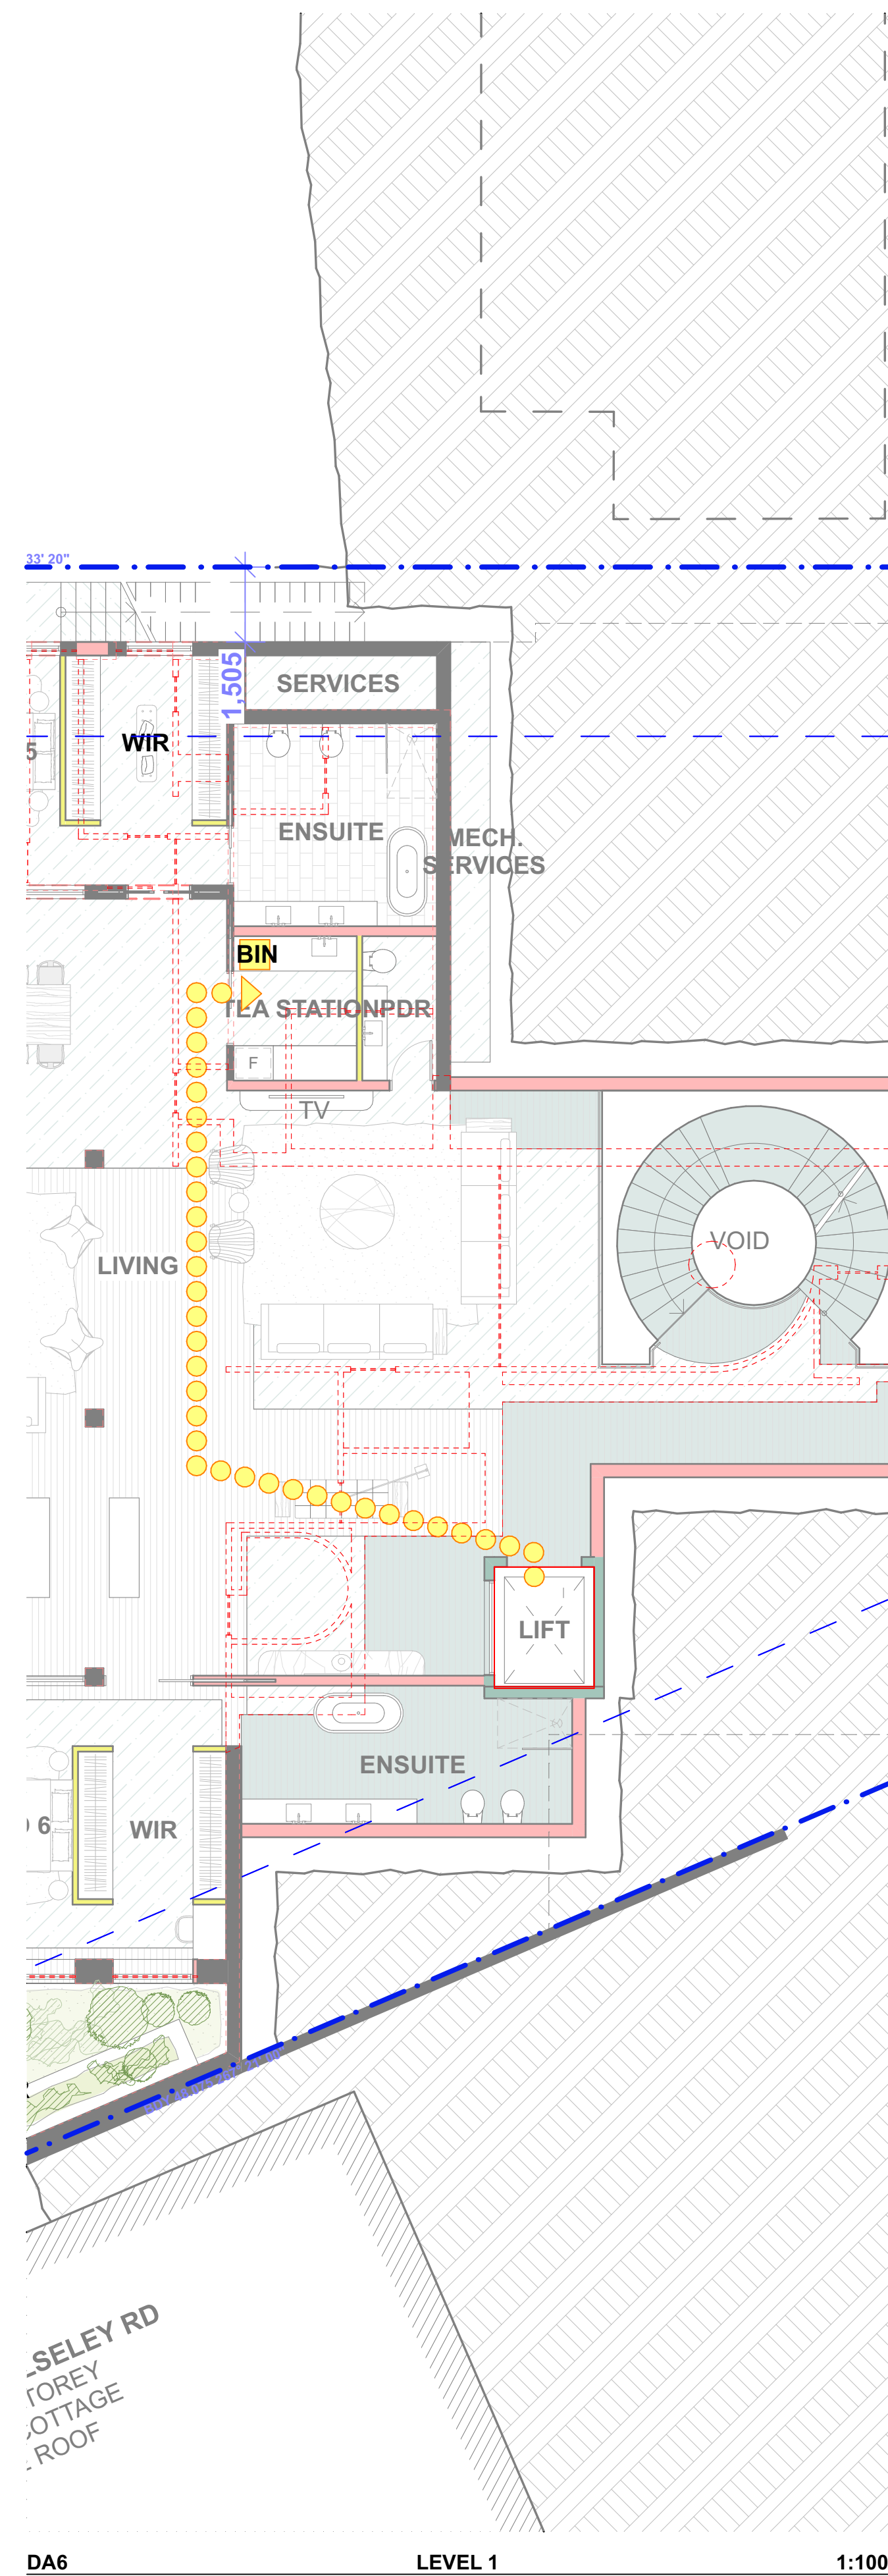 33' 20"
1,505
SERVICES
WIR
5
ENSUITE
MECH.
SERVICES
BIN
TEA STATION
PDR
F
TV
VOID
LIVING
LIFT
ENSUITE
6
WIR
LSELEY RD
TOREY
COTTAGE
ROOF
DA6
LEVEL 1
1:100